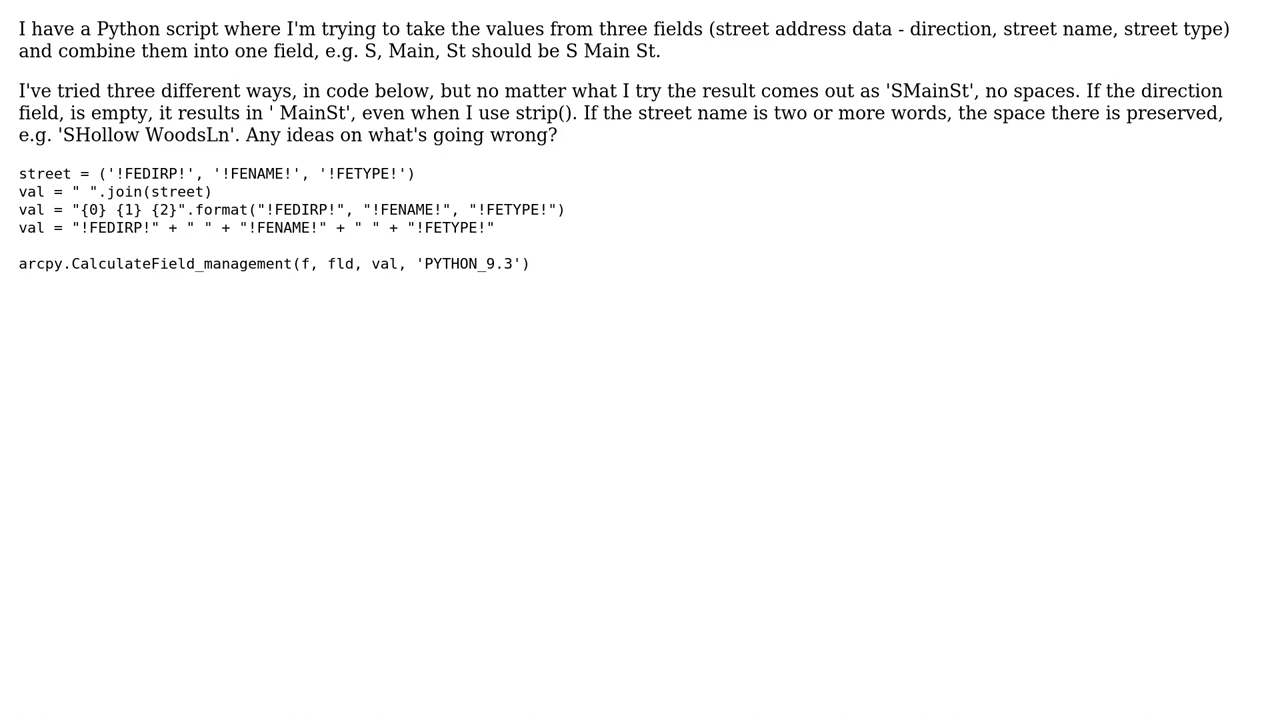 I have a Python script where I'm trying to take the values from three fields (street address data - direction, street name, street type)
and combine them into one field, e.g. S, Main, St should be S Main St.
I've tried three different ways, in code below, but no matter what I try the result comes out as 'SMainSt', no spaces. If the direction
field, is empty, it results in ' MainSt', even when I use strip(). If the street name is two or more words, the space there is preserved,
e.g. 'SHollow WoodsLn'. Any ideas on what's going wrong?
street = ('!FEDIRP!', '!FENAME!', '!FETYPE!')
val = " ".join(street)
val = "{0} {1} {2}".format("!FEDIRP!", "!FENAME!", "!FETYPE!")
val = "!FEDIRP!" + " " + "!FENAME!" + " " + "!FETYPE!"
arcpy.CalculateField_management(f, fld, val, 'PYTHON_9.3')